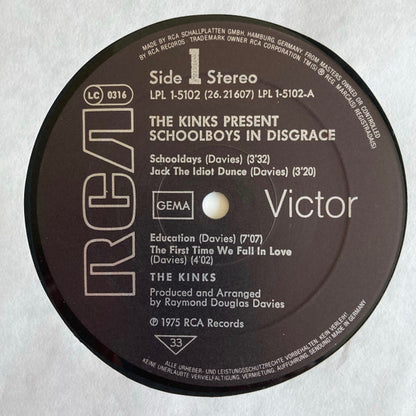 MADE BY RCA SCHALLPLATTEN GMBH, HAMBURG, GERMANY FROM MASTERS OWNED OR CONTROLLED
BY RCA RECORDS TRADEMARK OWNER RCA CORPORATION TM(S) ® REG. MARCA(S) REGISTRADA(S)
Side 1 Stereo
LC 0316
LPL 1-5102 (26.21607) LPL 1-5102-A
THE KINKS PRESENT
SCHOOLBOYS IN DISGRACE
Schooldays (Davies) (3'32)
Jack The Idiot Dunce (Davies) (3'20)
RCA
GEMA
Victor
Education (Davies) (7'07)
The First Time We Fall In Love
(Davies) (4'02)
THE KINKS
Produced and Arranged
by Raymond Douglas Davies
℗ 1975 RCA Records
33
ALLE URHEBER- UND LEISTUNGSSCHUTZRECHTE VORBEHALTEN. KEIN VERLEIH!
KEINE UNERLAUBTE VERVIELFÄLTIGUNG, VERMIETUNG, AUFFÜHRUNG, SENDUNG! MADE IN GERMANY